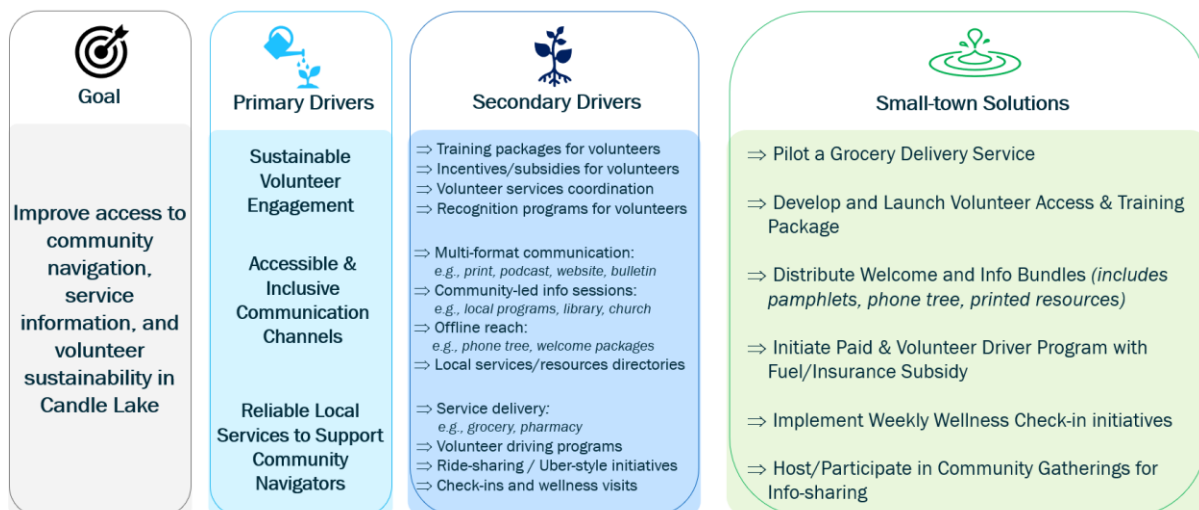 Goal
Improve access to
community
navigation,
service
information, and
volunteer
sustainability in
Candle Lake
Primary Drivers
Sustainable
Volunteer
Engagement
Accessible &
Inclusive
Communication
Channels
Reliable Local
Services to Support
Community
Navigators
Secondary Drivers
⇒ Training packages for volunteers
⇒ Incentives/subsidies for volunteers
⇒ Volunteer services coordination
⇒ Recognition programs for volunteers
⇒ Multi-format communication:
e.g., print, podcast, website, bulletin
⇒ Community-led info sessions:
e.g., local programs, library, church
⇒ Offline reach:
e.g., phone tree, welcome packages
⇒ Local services/resources directories
⇒ Service delivery:
e.g., grocery, pharmacy
⇒ Volunteer driving programs
⇒ Ride-sharing / Uber-style initiatives
⇒ Check-ins and wellness visits
Small-town Solutions
⇒ Pilot a Grocery Delivery Service
⇒ Develop and Launch Volunteer Access & Training
Package
⇒ Distribute Welcome and Info Bundles (includes
pamphlets, phone tree, printed resources)
⇒ Initiate Paid & Volunteer Driver Program with
Fuel/Insurance Subsidy
⇒ Implement Weekly Wellness Check-in initiatives
⇒ Host/Participate in Community Gatherings for
Info-sharing